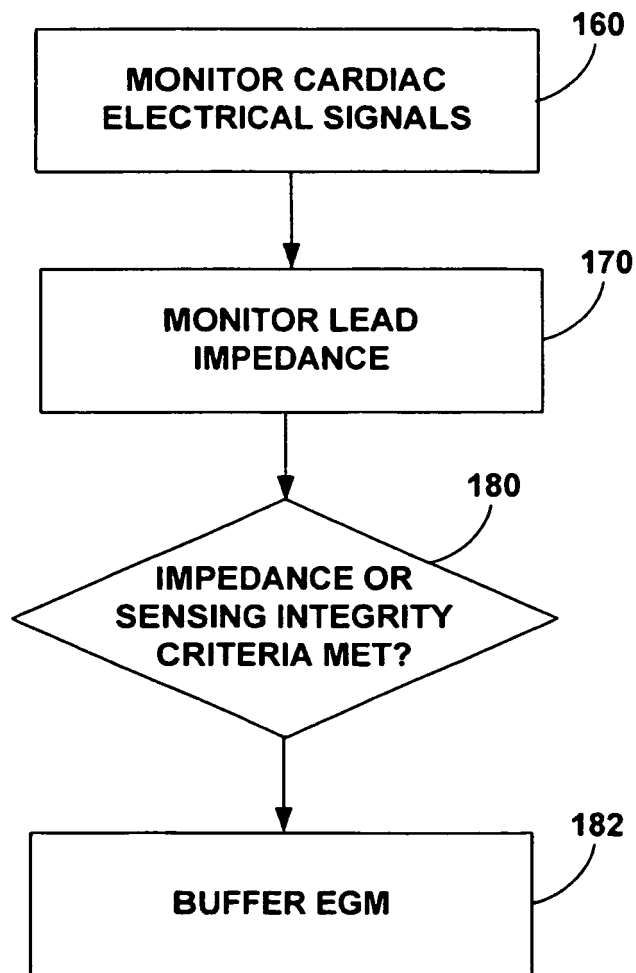 160
MONITOR CARDIAC
ELECTRICAL SIGNALS
170
MONITOR LEAD
IMPEDANCE
180
IMPEDANCE OR
SENSING INTEGRITY
CRITERIA MET?
182
BUFFER EGM